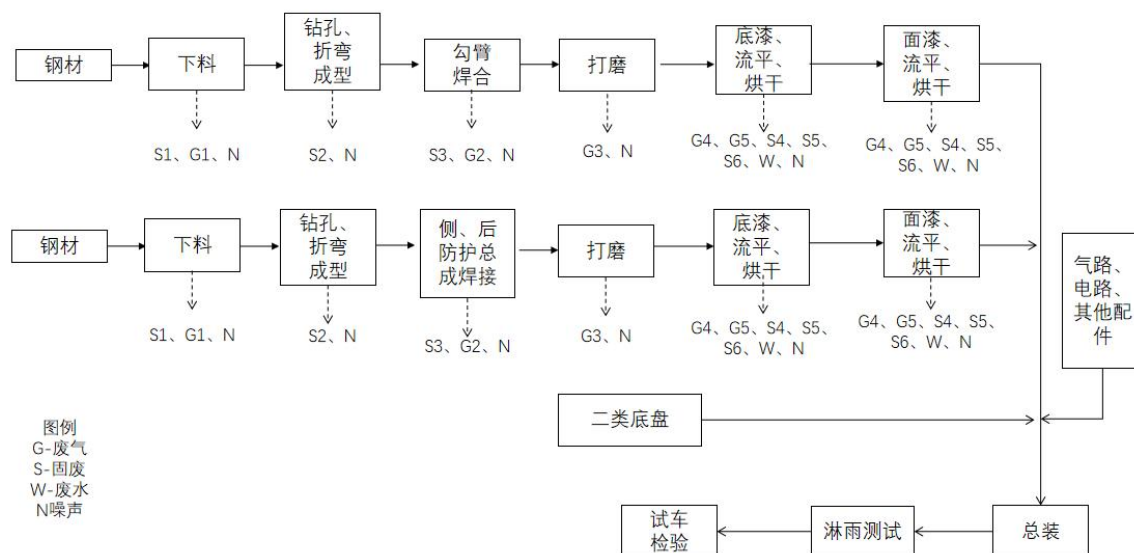 钢材
下料
钻孔、
折弯
成型
勾臂
焊合
打磨
底漆、
流平、
烘干
面漆、
流平、
烘干
S1、G1、N
S2、N
S3、G2、N
G3、N
G4、G5、S4、S5、
S6、W、N
G4、G5、S4、S5、
S6、W、N
钢材
下料
钻孔、
折弯
成型
侧、后
防护总
成焊接
打磨
底漆、
流平、
烘干
面漆、
流平、
烘干
气路、
电路、
其他配
件
S1、G1、N
S2、N
S3、G2、N
G3、N
G4、G5、S4、S5、
S6、W、N
G4、G5、S4、S5、
S6、W、N
二类底盘
图例
G-废气
S-固废
W-废水
N噪声
试车
检验
淋雨测试
总装